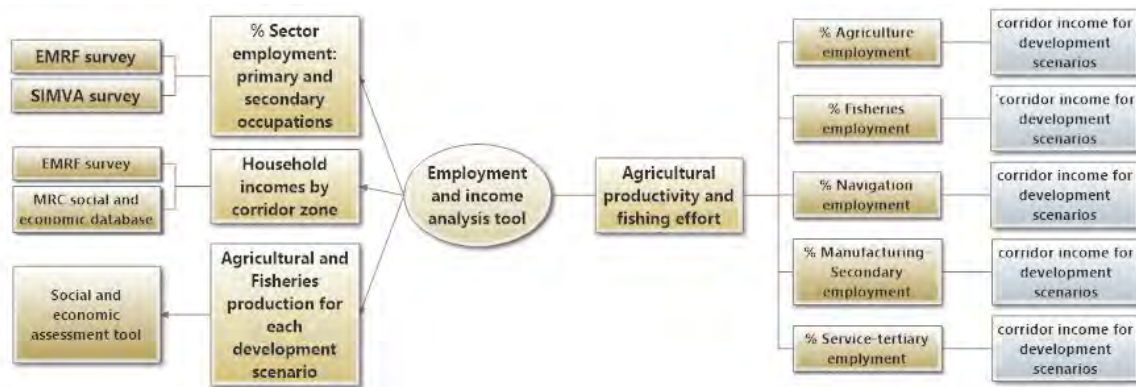 EMRF survey
SIMVA survey
% Sector
employment:
primary and
secondary
occupations
EMRF survey
MRC social and
economic database
Household
incomes by
corridor zone
Social and
economic
assessment tool
Agricultural and
Fisheries
production for
each
development
scenario
Employment
and income
analysis tool
Agricultural
productivity and
fishing effort
% Agriculture
employment
corridor income for
development
scenarios
% Fisheries
employment
'corridor income for
development
scenarios
% Navigation
employment
corridor income for
development
scenarios
% Manufacturing-
Secondary
employment
corridor income for
development
scenarios
% Service-tertiary
emplyment
corridor income for
development
scenarios